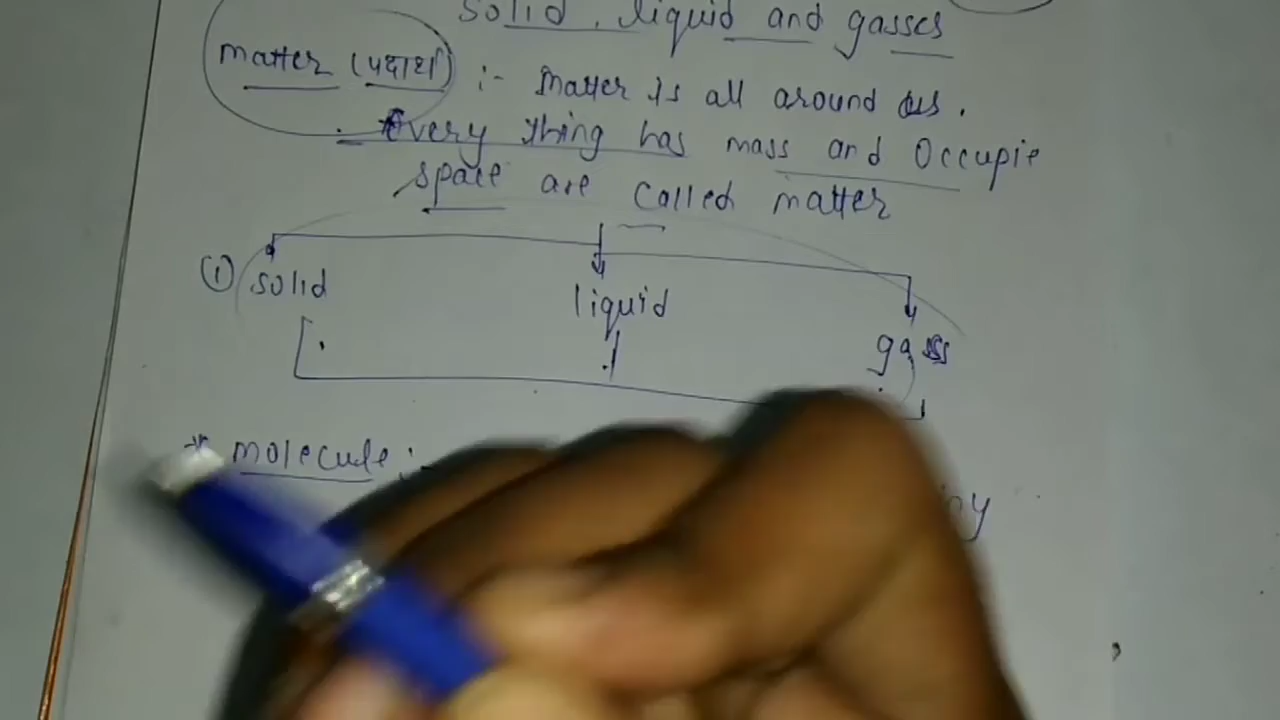 solid, liquid and gasses
matter (पदार्थ) :- matter is all around us.
Every thing has mass and Occupie
space are called matter
① solid
liquid
gass
* molecule :-